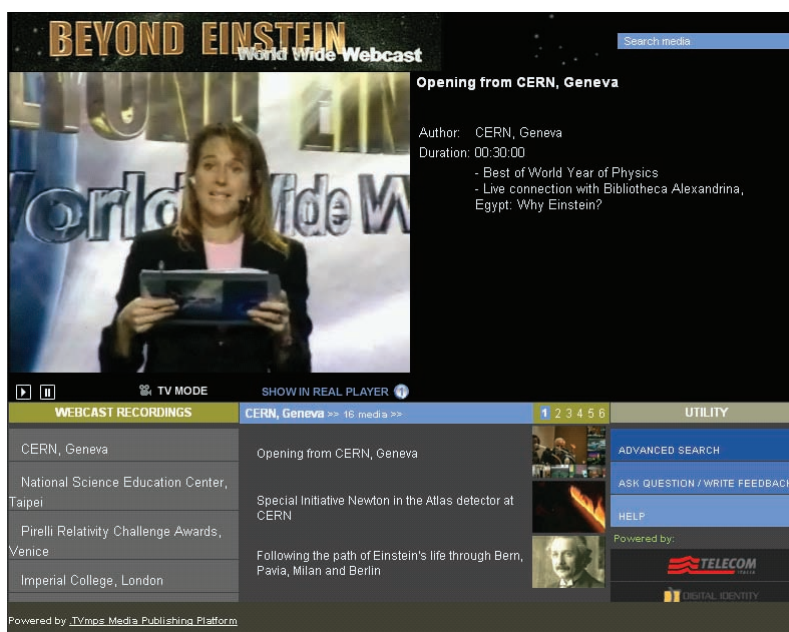 BEYOND EINSTEIN
World Wide Webcast
Search media
Opening from CERN, Geneva
Author: CERN, Geneva
Duration: 00:30:00
- Best of World Year of Physics
- Live connection with Bibliotheca Alexandrina,
Egypt: Why Einstein?
World Wide W
TV MODE
SHOW IN REAL PLAYER
WEBCAST RECORDINGS
CERN, Geneva
National Science Education Center,
Taipei
Pirelli Relativity Challenge Awards,
Venice
Imperial College, London
CERN, Geneva >> 16 media >>
1 2 3 4 5 6
Opening from CERN, Geneva
Special Initiative Newton in the Atlas detector at
CERN
Following the path of Einstein's life through Bern,
Pavia, Milan and Berlin
UTILITY
ADVANCED SEARCH
ASK QUESTION / WRITE FEEDBACK
HELP
Powered by:
TELECOM
ITALIA
DIGITAL IDENTITY
Powered by .TVmps Media Publishing Platform